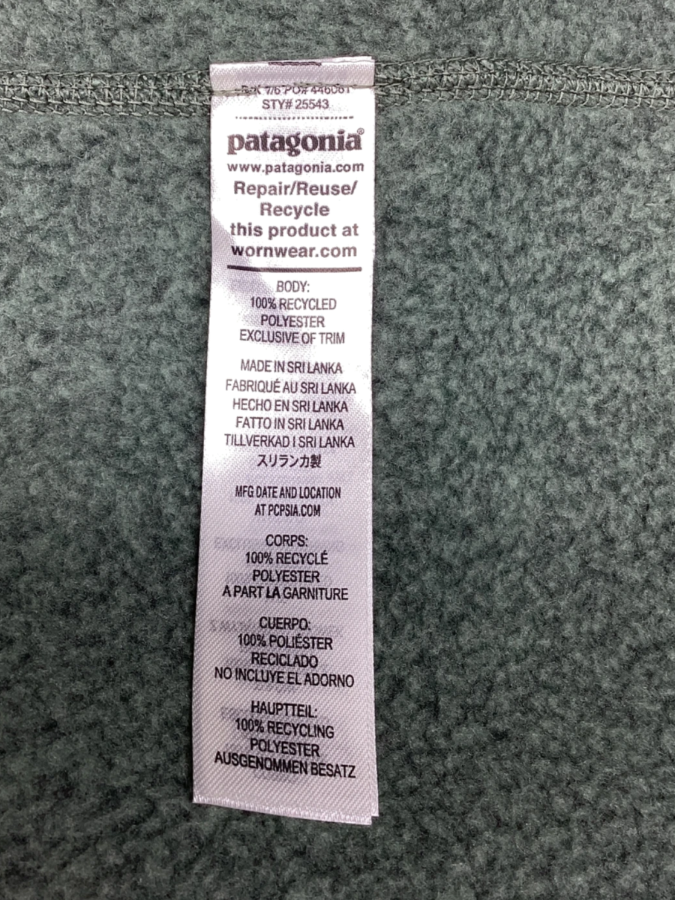 PO# 446061
STY# 25543
patagonia®
www.patagonia.com
Repair/Reuse/
Recycle
this product at
wornwear.com
BODY:
100% RECYCLED
POLYESTER
EXCLUSIVE OF TRIM
MADE IN SRI LANKA
FABRIQUÉ AU SRI LANKA
HECHO EN SRI LANKA
FATTO IN SRI LANKA
TILLVERKAD I SRI LANKA
スリランカ製
MFG DATE AND LOCATION
AT PCPSIA.COM
CORPS:
100% RECYCLÉ
POLYESTER
A PART LA GARNITURE
CUERPO:
100% POLIÉSTER
RECICLADO
NO INCLUYE EL ADORNO
HAUPTTEIL:
100% RECYCLING
POLYESTER
AUSGENOMMEN BESATZ